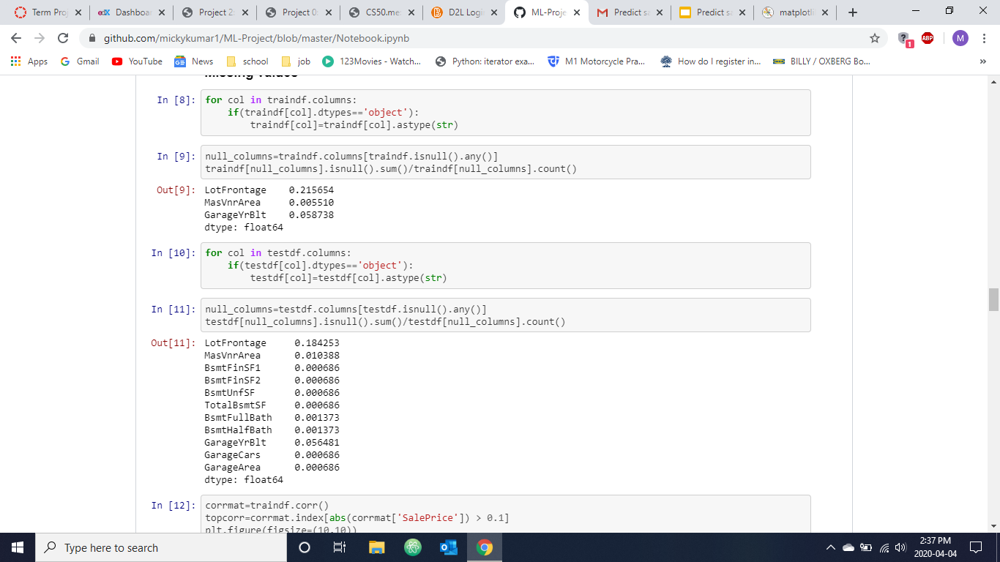 Term Proj
edX Dashboar
Project 2
Project 0
CS50.me
D2L Logi
ML-Proje
Predict sa
Predict sa
matplotli
github.com/mickykumar1/ML-Project/blob/master/Notebook.ipynb
1
ABP
M
Apps
Gmail
YouTube
GE News
school
job
123Movies - Watch...
Python: iterator exa...
M1 Motorcycle Pra...
How do I register in...
BILLY / OXBERG Bo...
»
Missing Values
In [8]: for col in traindf.columns:
if(traindf[col].dtypes=='object'):
traindf[col]=traindf[col].astype(str)
In [9]: null_columns=traindf.columns[traindf.isnull().any()]
traindf[null_columns].isnull().sum()/traindf[null_columns].count()
Out[9]: LotFrontage 0.215654
MasVnrArea 0.005510
GarageYrBlt 0.058738
dtype: float64
In [10]: for col in testdf.columns:
if(testdf[col].dtypes=='object'):
testdf[col]=testdf[col].astype(str)
In [11]: null_columns=testdf.columns[testdf.isnull().any()]
testdf[null_columns].isnull().sum()/testdf[null_columns].count()
Out[11]: LotFrontage 0.184253
MasVnrArea 0.010388
BsmtFinSF1 0.000686
BsmtFinSF2 0.000686
BsmtUnfSF 0.000686
TotalBsmtSF 0.000686
BsmtFullBath 0.001373
BsmtHalfBath 0.001373
GarageYrBlt 0.056481
GarageCars 0.000686
GarageArea 0.000686
dtype: float64
In [12]: corrmat=traindf.corr()
topcorr=corrmat.index[abs(corrmat['SalePrice']) > 0.1]
plt.figure(figsize=(10,10))
Type here to search
2:37 PM
2020-04-04